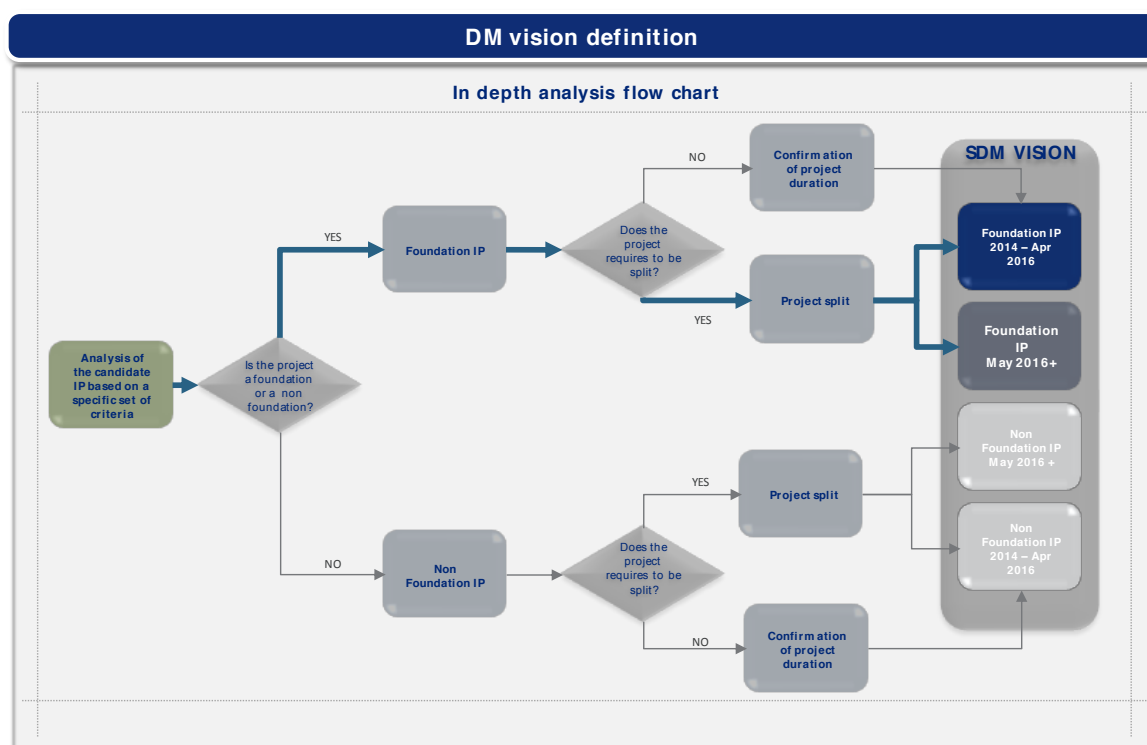 DM vision definition
In depth analysis flow chart
NO
Confirmation
of project
duration
SDM VISION
YES
Foundation IP
Does the
project
requires to be
split?
Foundation IP
2014 – Apr
2016
YES
Project split
Analysis of
the candidate
IP based on a
specific set of
criteria
Is the project
a foundation
or a non
foundation?
Foundation
IP
May 2016+
Non
Foundation IP
May 2016 +
YES
Project split
NO
Non
Foundation IP
Does the
project
requires to be
split?
Non
Foundation IP
2014 – Apr
2016
NO
Confirmation
of project
duration